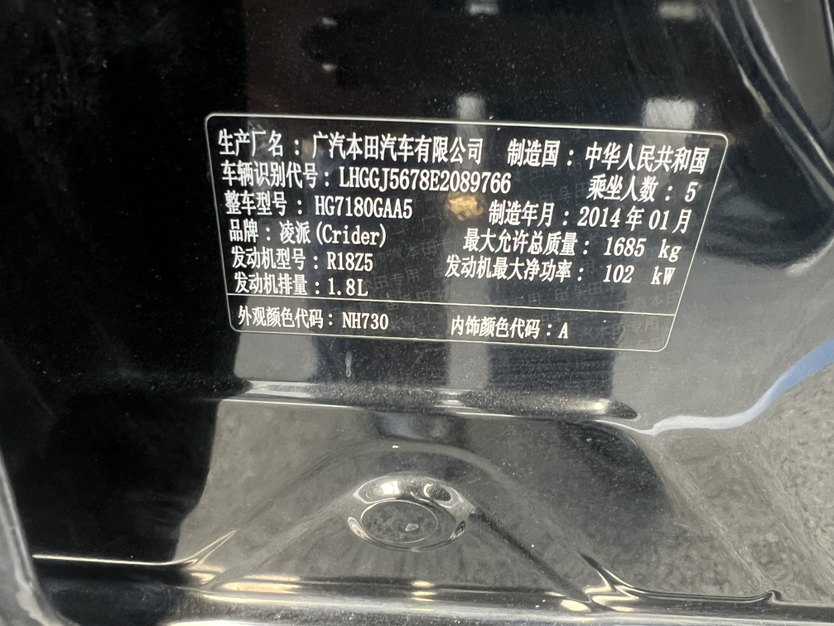 生产厂名：广汽本田汽车有限公司 制造国：中华人民共和国
车辆识别代号：LHGGJ5678E2089766 乘坐人数：5
整车型号：HG7180GAA5 制造年月：2014年01月
品牌：凌派(Crider) 最大允许总质量：1685 kg
发动机型号：R18Z5 发动机最大净功率：102 kW
发动机排量：1.8L
外观颜色代码：NH730 内饰颜色代码：A